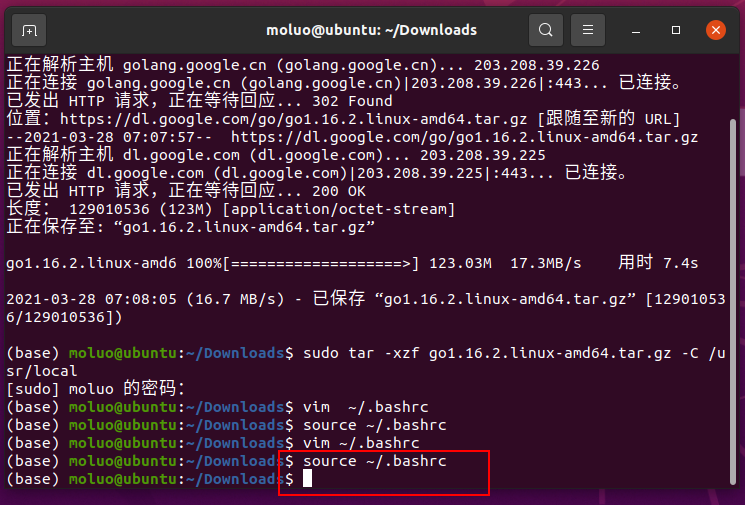 moluo@ubuntu: ~/Downloads
正在解析主机 golang.google.cn (golang.google.cn)... 203.208.39.226
正在连接 golang.google.cn (golang.google.cn)|203.208.39.226|:443... 已连接。
已发出 HTTP 请求，正在等待回应... 302 Found
位置：https://dl.google.com/go/go1.16.2.linux-amd64.tar.gz [跟随至新的 URL]
--2021-03-28 07:07:57--  https://dl.google.com/go/go1.16.2.linux-amd64.tar.gz
正在解析主机 dl.google.com (dl.google.com)... 203.208.39.225
正在连接 dl.google.com (dl.google.com)|203.208.39.225|:443... 已连接。
已发出 HTTP 请求，正在等待回应... 200 OK
长度： 129010536 (123M) [application/octet-stream]
正在保存至: “go1.16.2.linux-amd64.tar.gz”
go1.16.2.linux-amd6 100%[===================>] 123.03M  17.3MB/s    用时 7.4s
2021-03-28 07:08:05 (16.7 MB/s) - 已保存 “go1.16.2.linux-amd64.tar.gz” [12901053
6/129010536])
(base) moluo@ubuntu:~/Downloads$ sudo tar -xzf go1.16.2.linux-amd64.tar.gz -C /u
sr/local
[sudo] moluo 的密码：
(base) moluo@ubuntu:~/Downloads$ vim  ~/.bashrc
(base) moluo@ubuntu:~/Downloads$ source ~/.bashrc
(base) moluo@ubuntu:~/Downloads$ vim ~/.bashrc
(base) moluo@ubuntu:~/Downloads$ source ~/.bashrc
(base) moluo@ubuntu:~/Downloads$